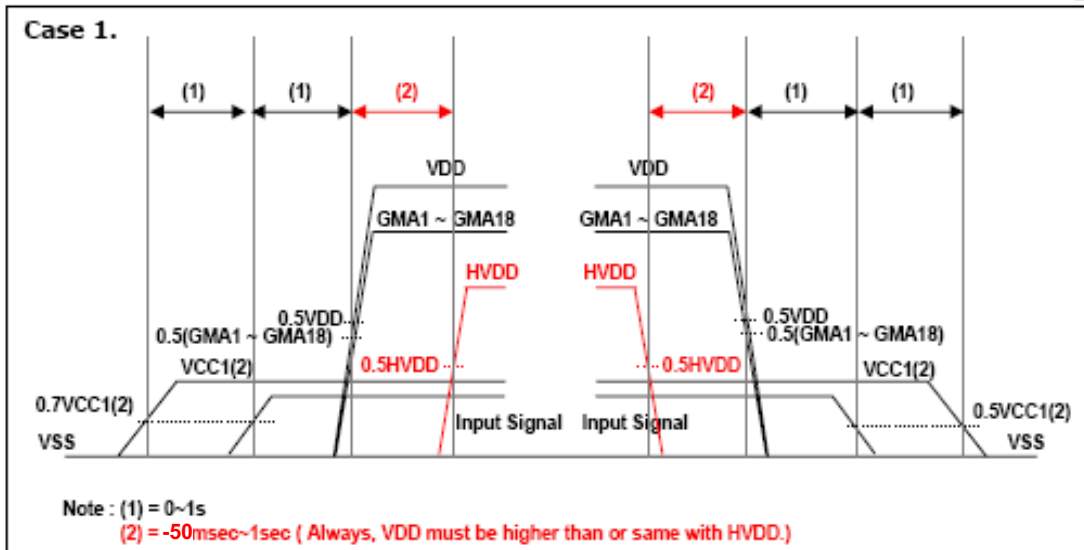 Case 1.
(1) (1) (2) (2) (1) (1)
VDD VDD
GMA1 ~ GMA18 GMA1 ~ GMA18
HVDD HVDD
0.5VDD 0.5VDD
0.5(GMA1 ~ GMA18) 0.5(GMA1 ~ GMA18)
VCC1(2) 0.5HVDD 0.5HVDD VCC1(2)
0.7VCC1(2) 0.5VCC1(2)
Input Signal Input Signal
VSS VSS
Note : (1) = 0~1s
(2) = -50msec~1sec ( Always, VDD must be higher than or same with HVDD.)